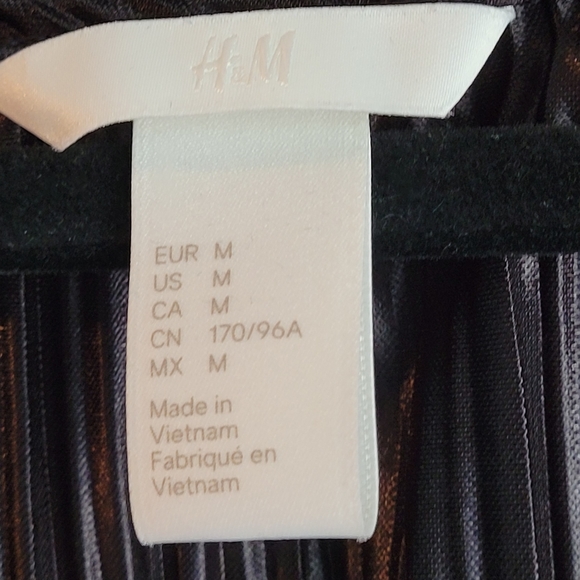 H&M
EUR M
US M
CA M
CN 170/96A
MX M
Made in
Vietnam
Fabriqué en
Vietnam